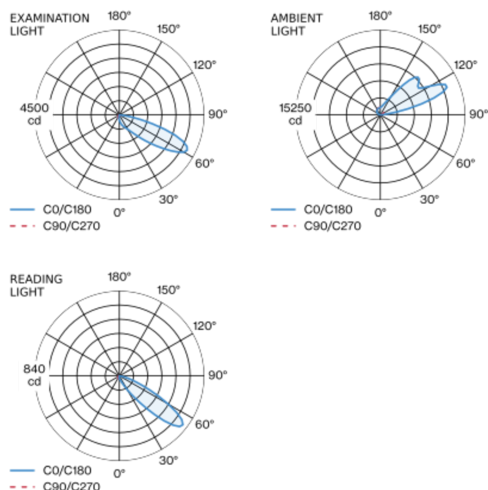 EXAMINATION
LIGHT
180°
150°
120°
4500
cd
90°
60°
30°
0°
C0/C180
C90/C270
AMBIENT
LIGHT
180°
150°
120°
15250
cd
90°
60°
30°
0°
C0/C180
C90/C270
READING
LIGHT
180°
150°
120°
840
cd
90°
60°
30°
0°
C0/C180
C90/C270